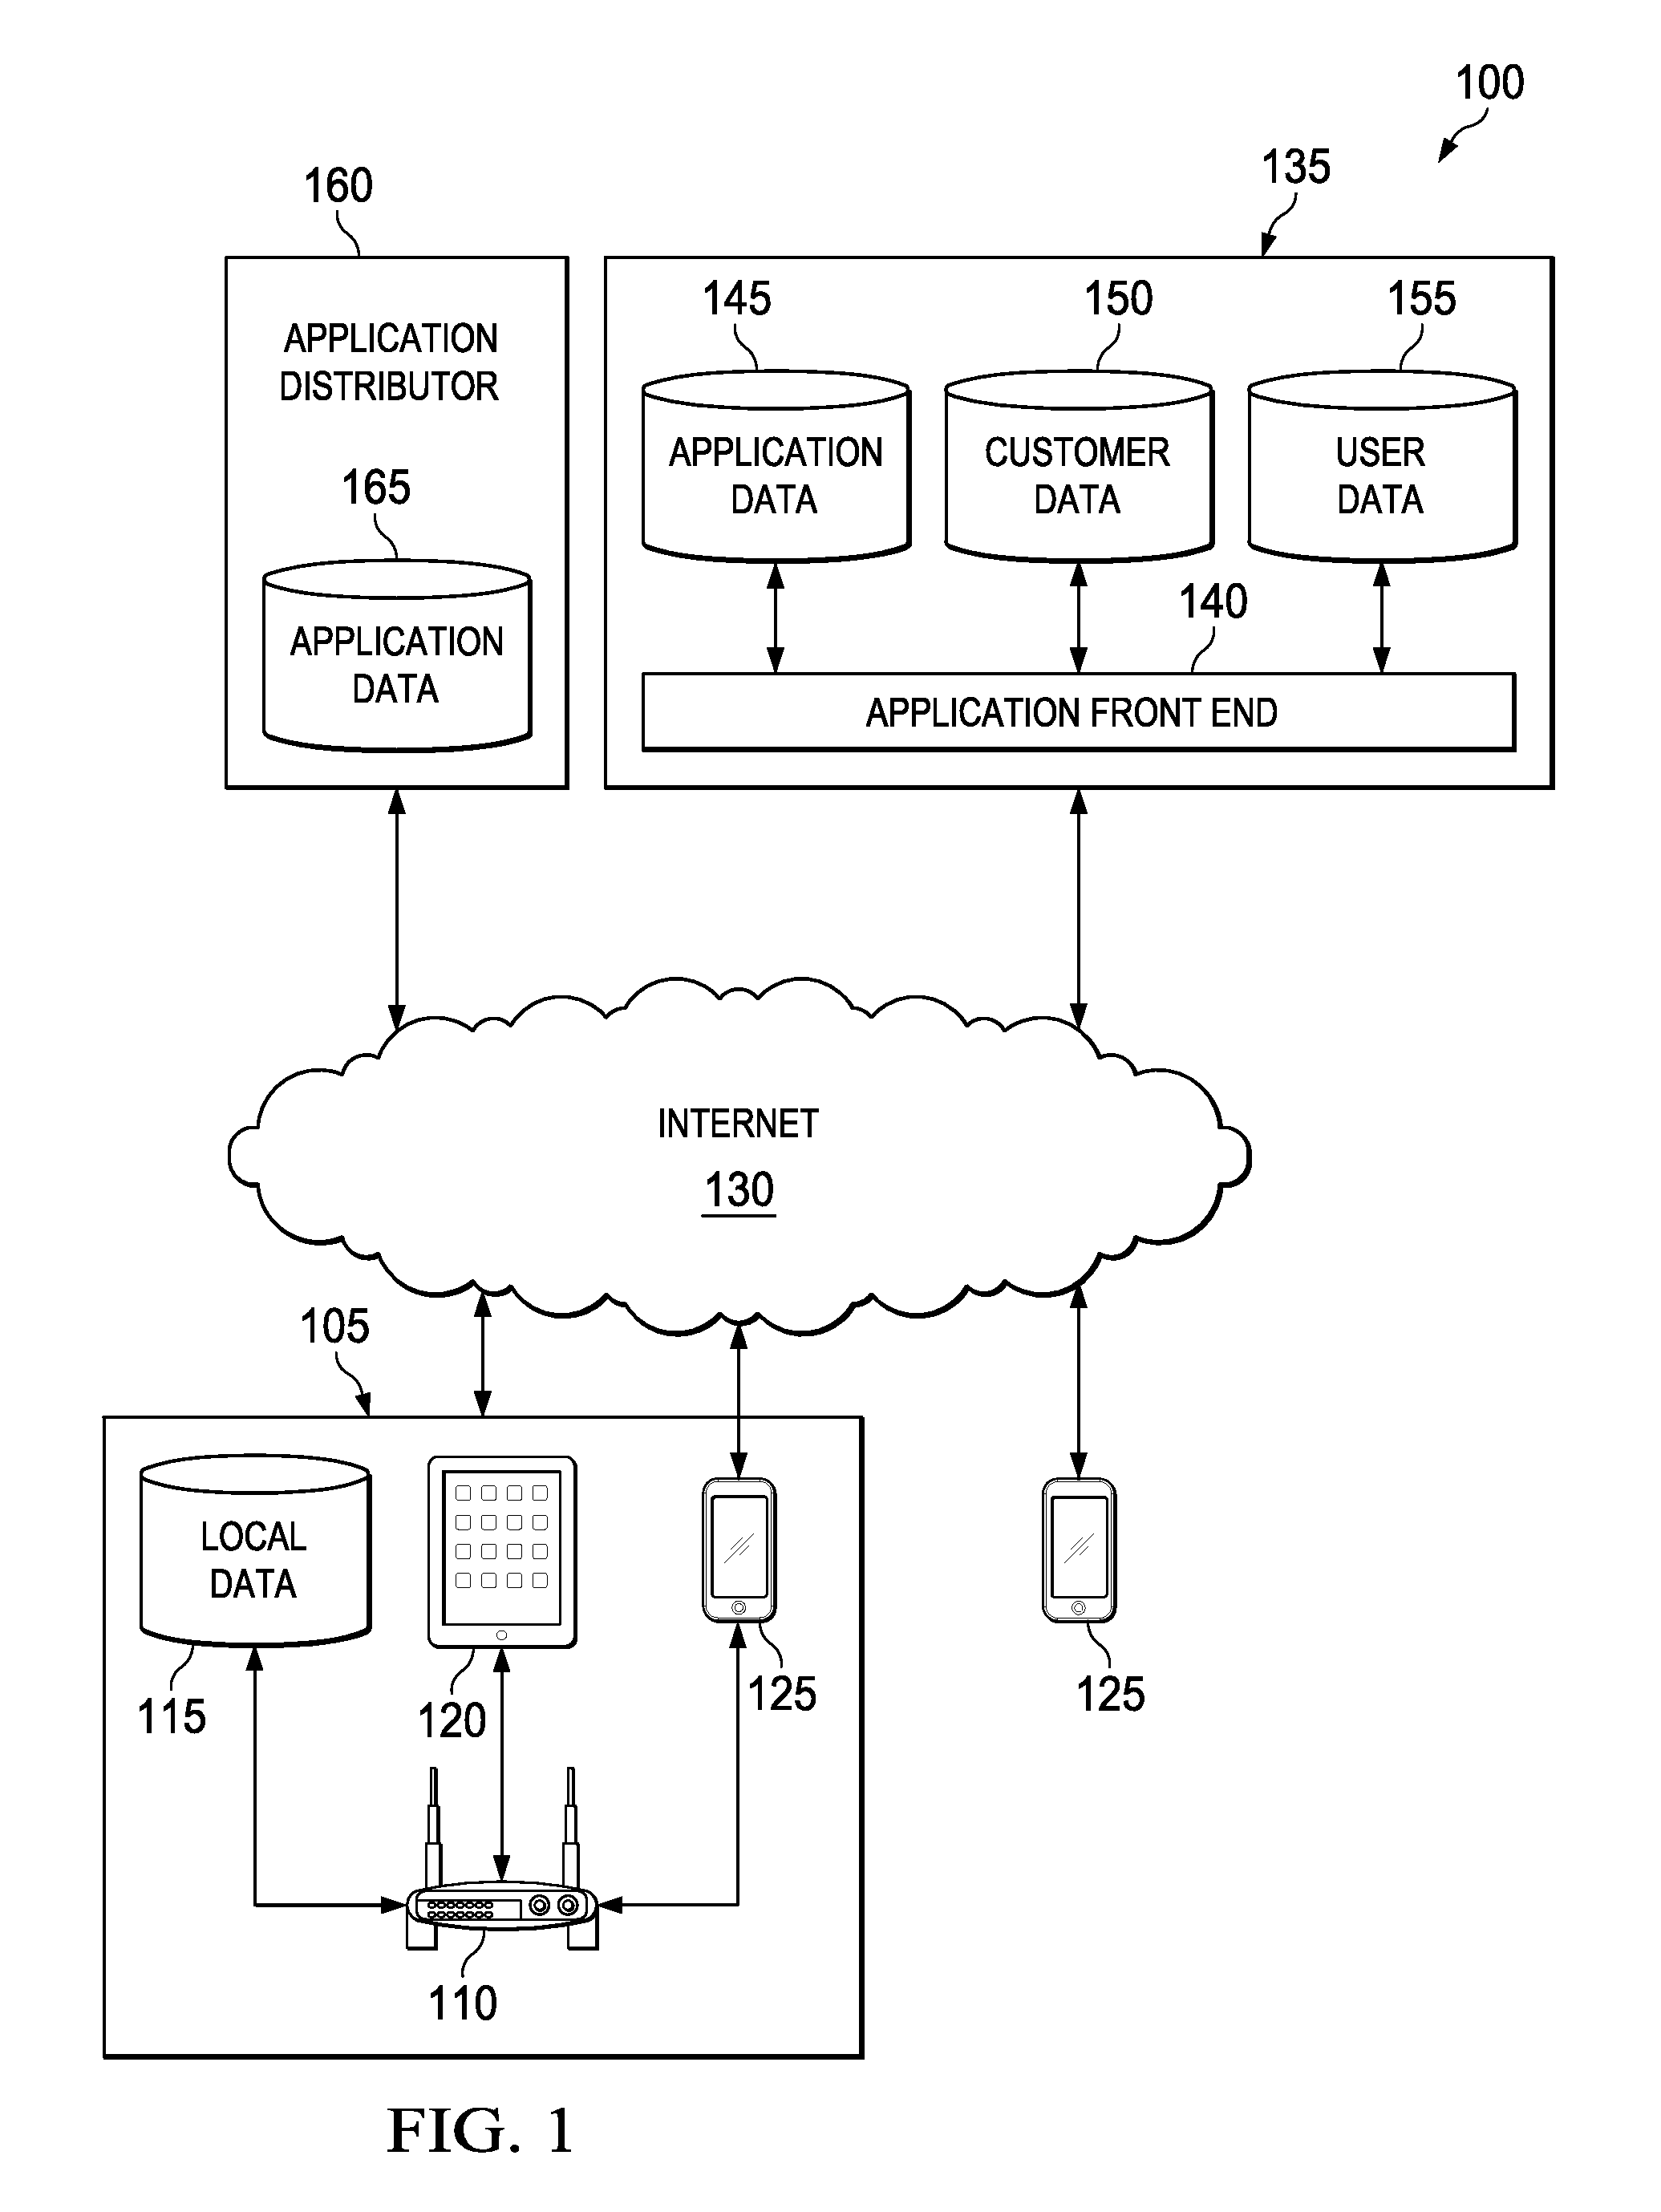 100
160
135
APPLICATION
DISTRIBUTOR
165
APPLICATION
DATA
145
150
155
APPLICATION
DATA
CUSTOMER
DATA
USER
DATA
140
APPLICATION FRONT END
INTERNET
130
105
LOCAL
DATA
115
120
125
125
110
FIG. 1